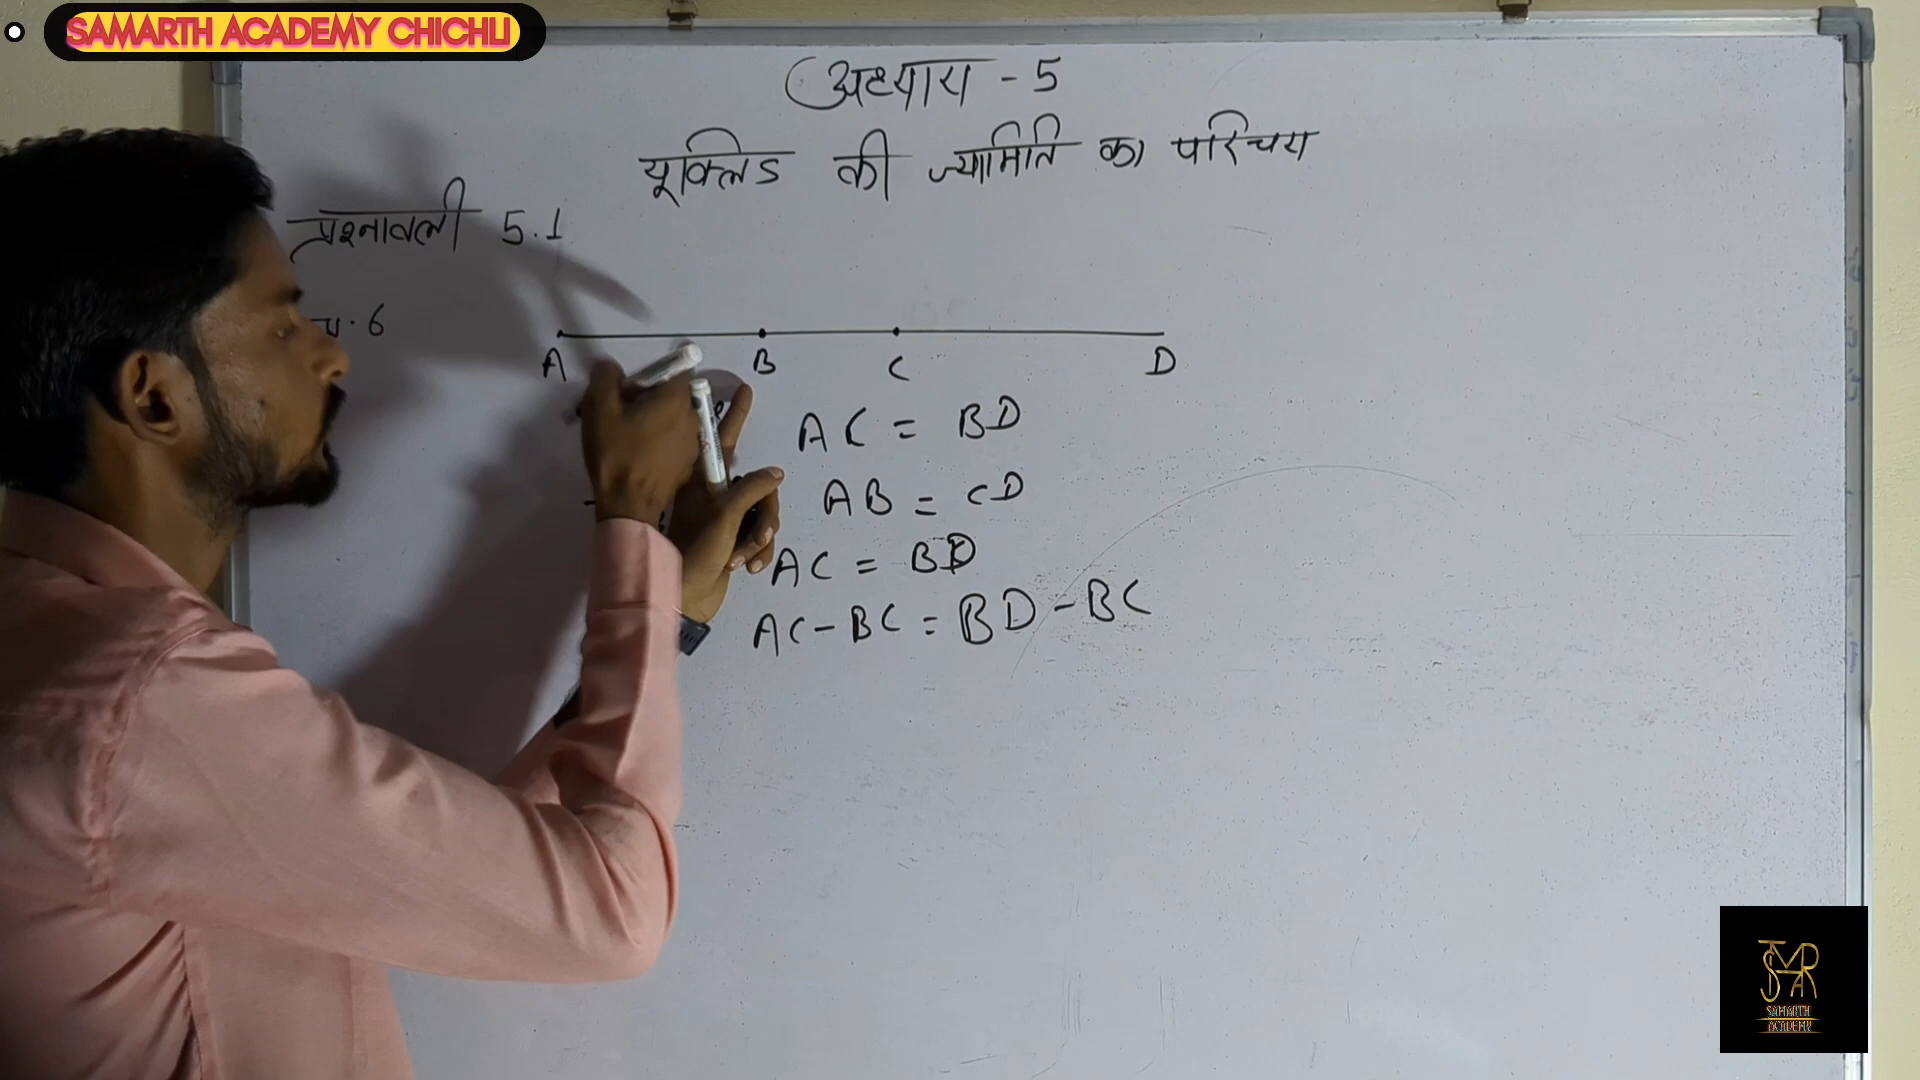 SAMARTH ACADEMY CHICHLI
अध्याय - 5
यूक्लिड की ज्यामिति का परिचय
प्रश्नावली 5.1
प्र. 6
A B C D
AC = BD
AB = CD
AC = BD
AC - BC = BD - BC
SAMARTH
ACADEMY